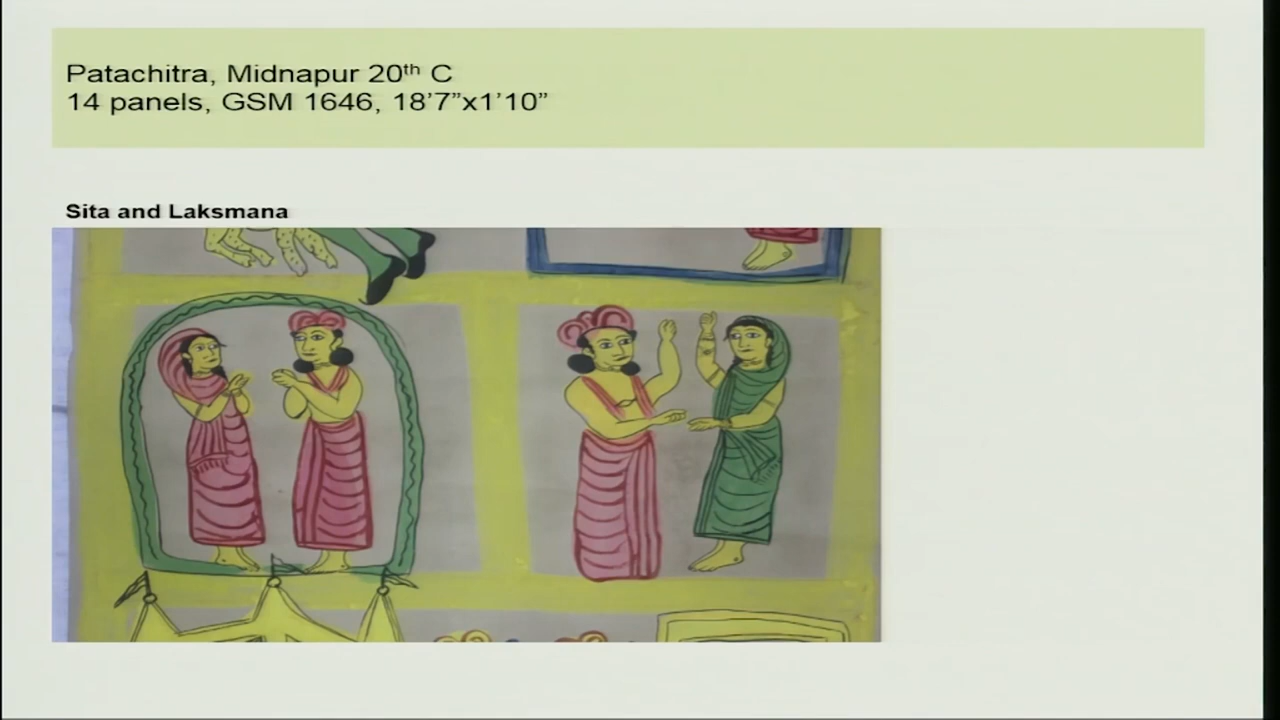 Patachitra, Midnapur 20th C
14 panels, GSM 1646, 18’7”x1’10”
Sita and Laksmana